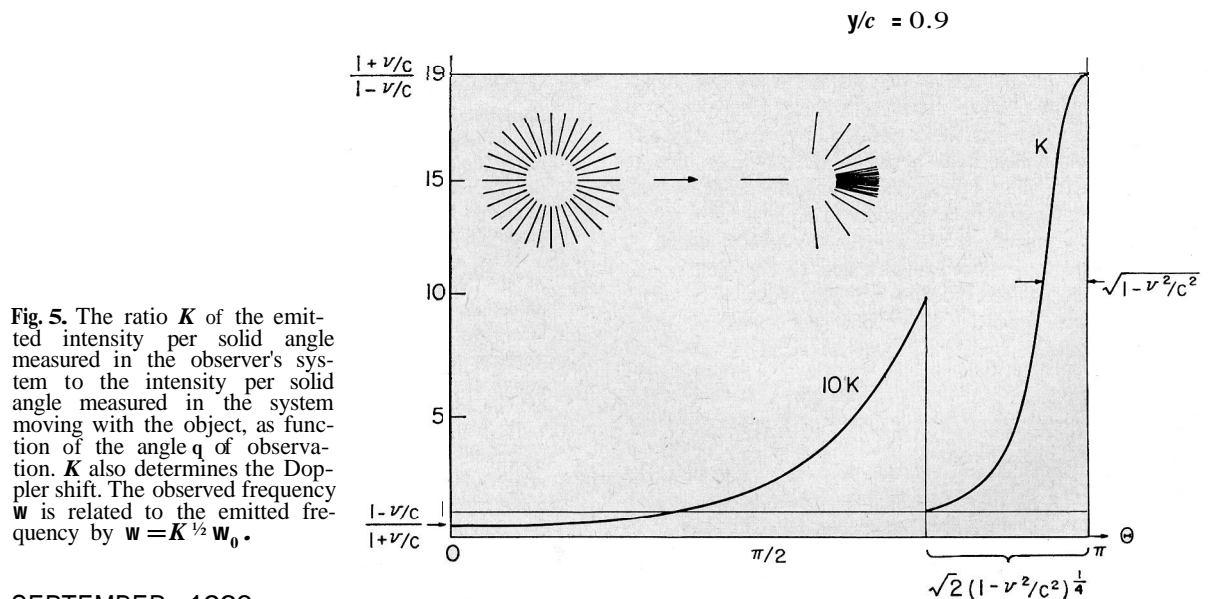 y/c = 0.9
1 + v/c
1 - v/c
19
15
10
5
1
1 - v/c
1 + v/c
K
10 K
√1 - v²/c²
0
π/2
π
Θ
√2 (1 - v²/c²)¼
Fig. 5. The ratio K of the emit-
ted intensity per solid angle
measured in the observer's sys-
tem to the intensity per solid
angle measured in the system
moving with the object, as func-
tion of the angle q of observa-
tion. K also determines the Dop-
pler shift. The observed frequency
w is related to the emitted fre-
quency by w = K ½ w₀.